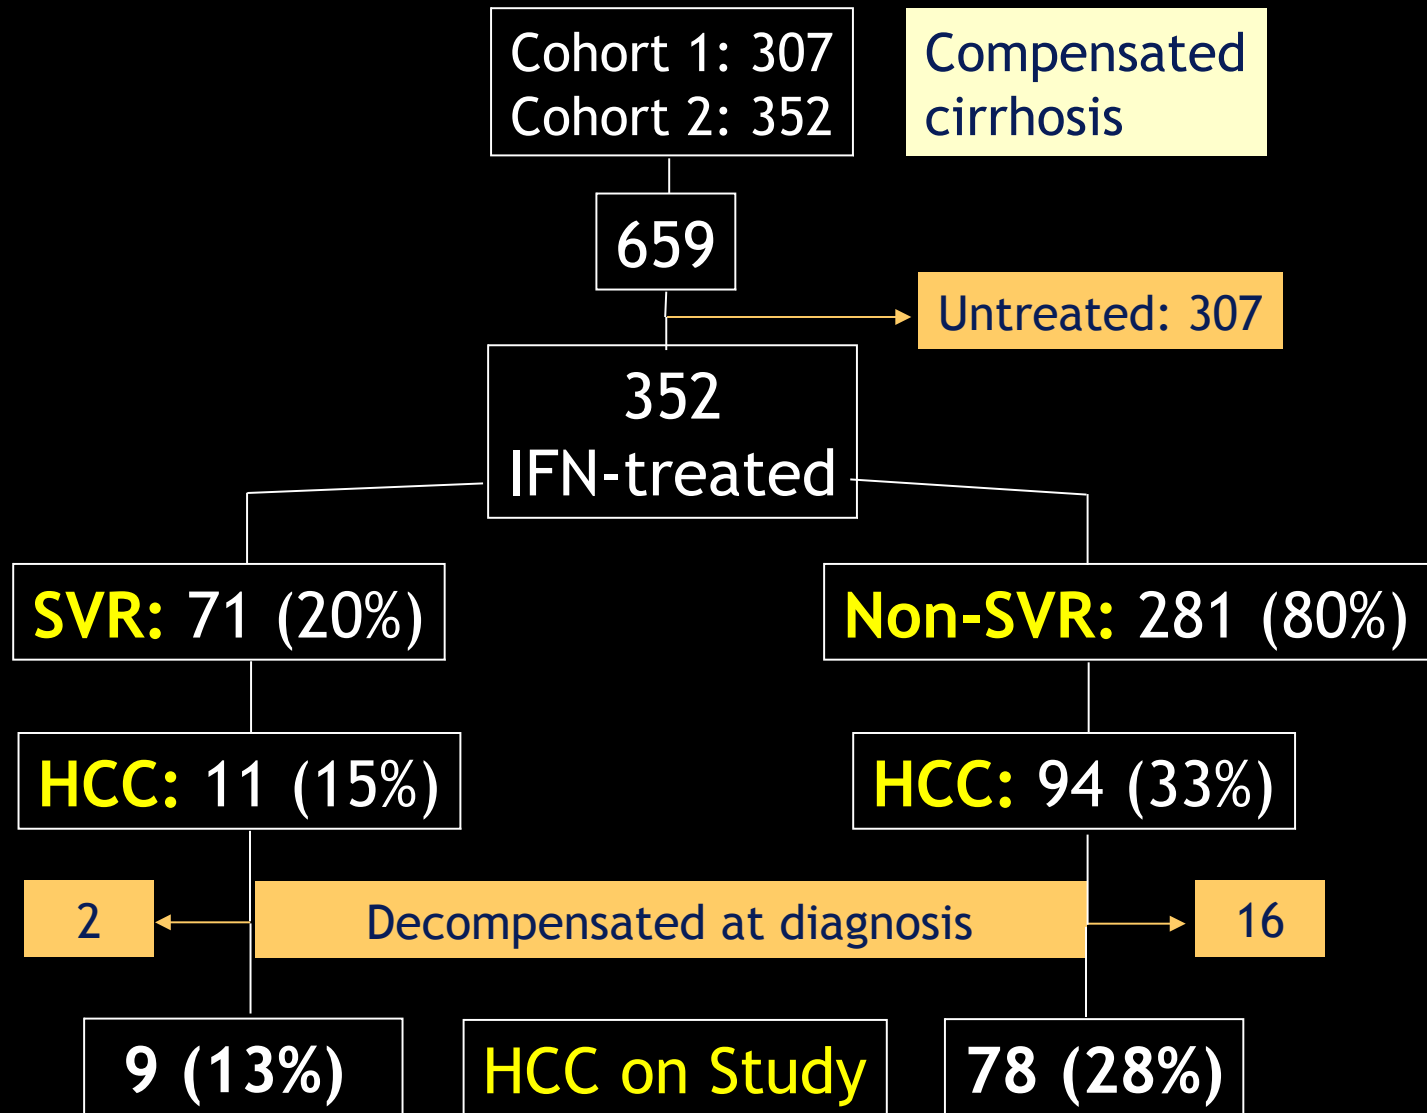 Cohort 1: 307
Cohort 2: 352
Compensated
cirrhosis
659
Untreated: 307
352
IFN-treated
SVR: 71 (20%)
Non-SVR: 281 (80%)
HCC: 11 (15%)
HCC: 94 (33%)
2
Decompensated at diagnosis
16
9 (13%)
HCC on Study
78 (28%)